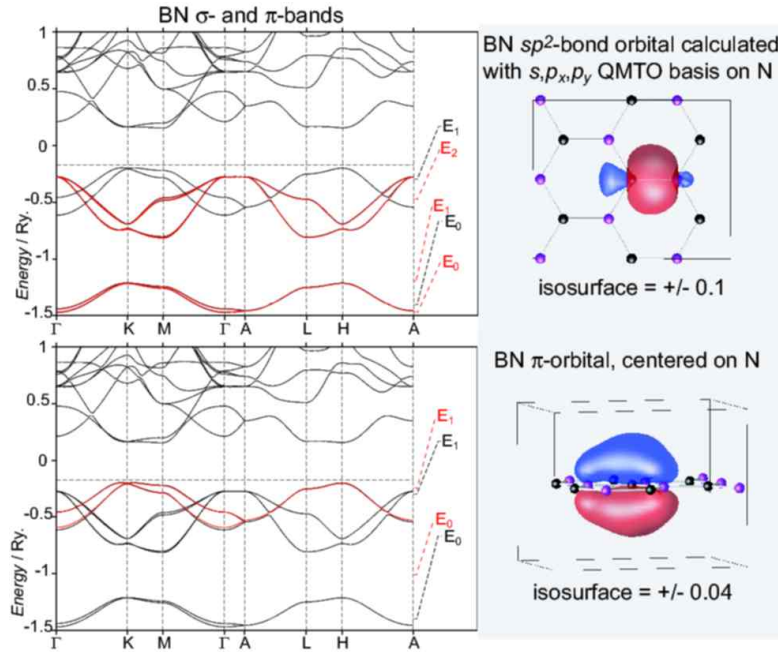 BN σ- and π-bands
1
0.5
0
-0.5
-1
-1.5
Energy / Ry.
Γ K M Γ A L H A
E1
E2
E1
E0
E0
BN sp²-bond orbital calculated
with s,pₓ,py QMTO basis on N
isosurface = +/- 0.1
1
0.5
0
-0.5
-1
-1.5
Energy / Ry.
Γ K M Γ A L H A
E1
E1
E0
E0
BN π-orbital, centered on N
isosurface = +/- 0.04